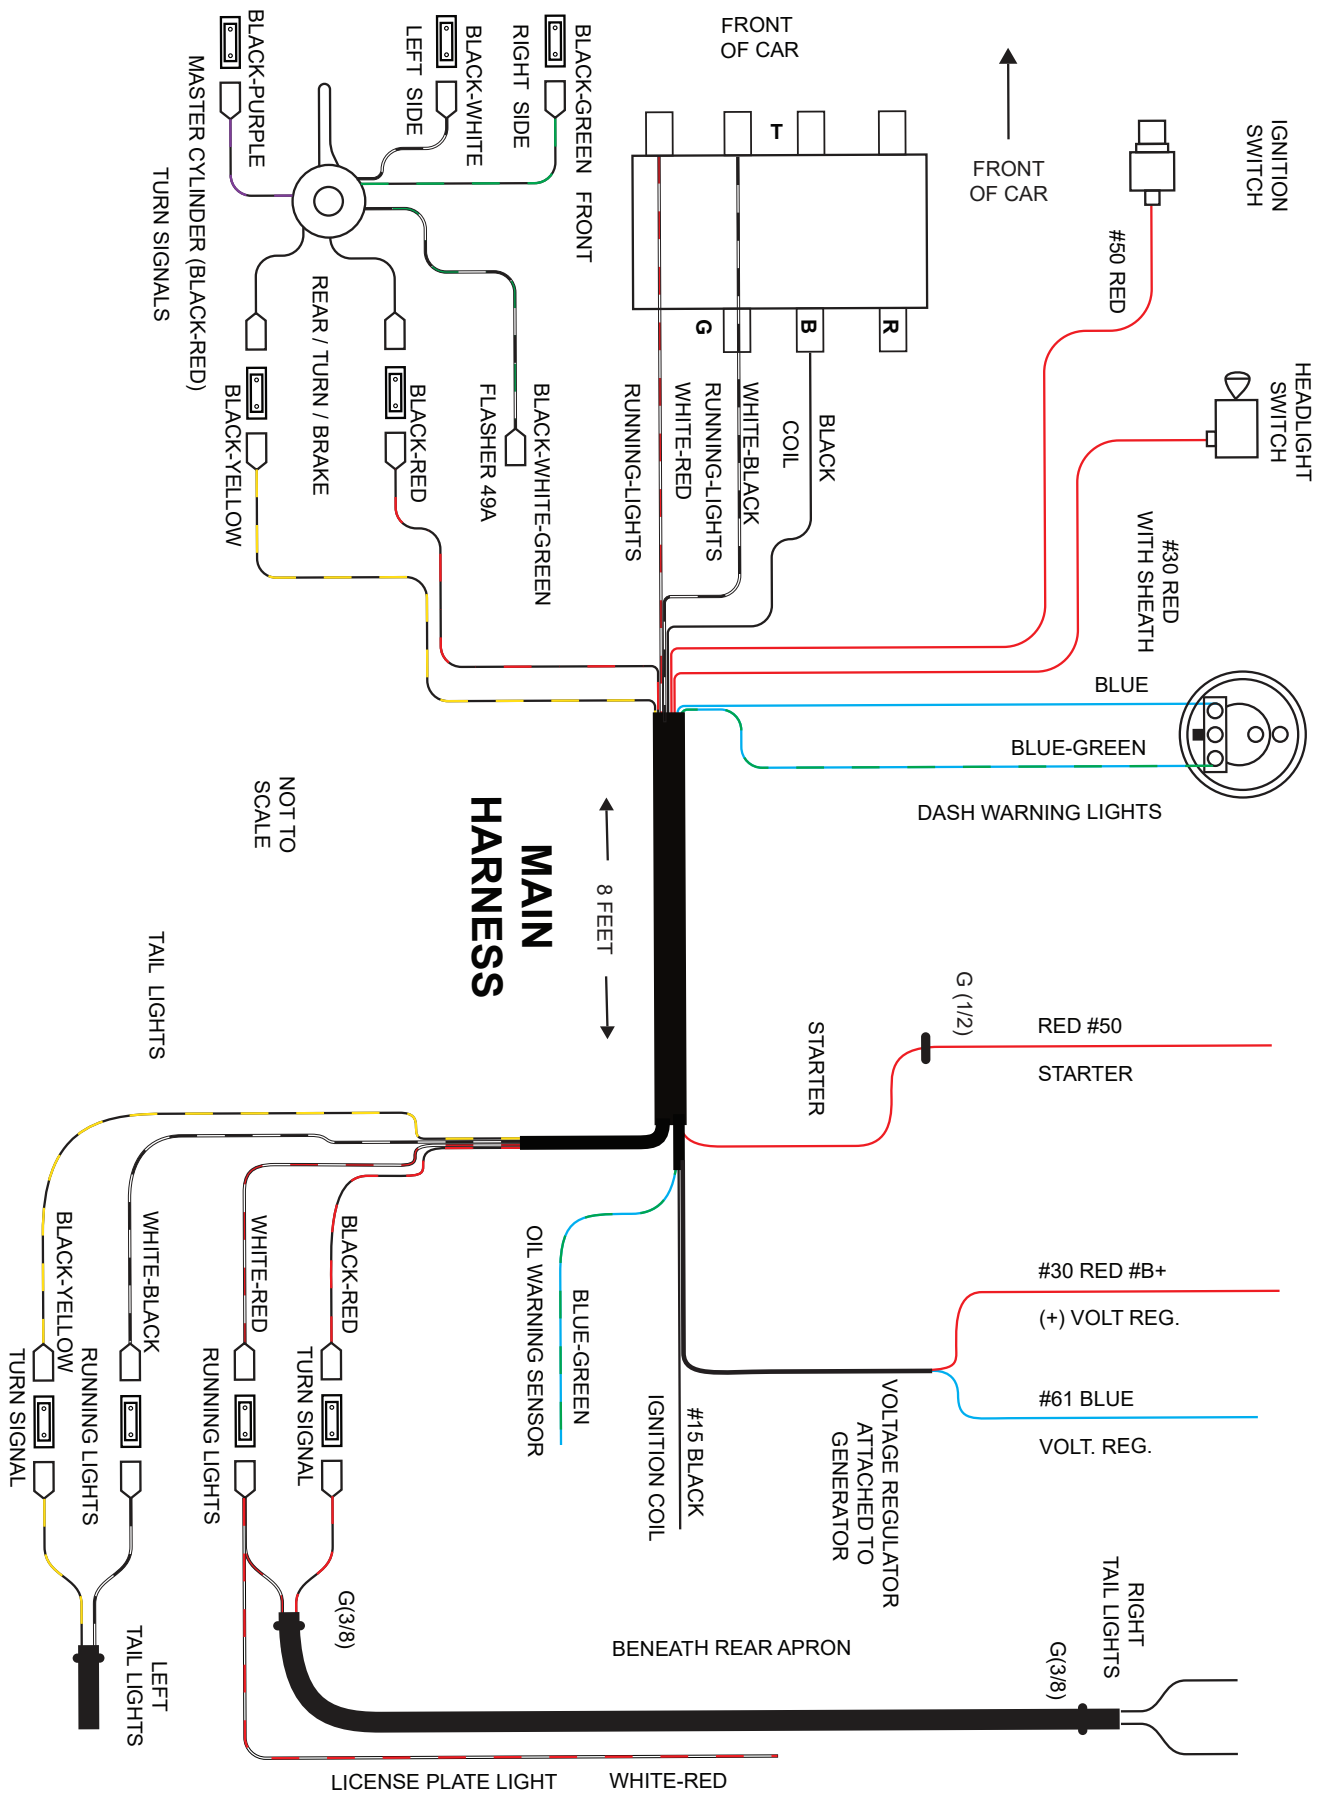 FRONT
OF CAR
FRONT
OF CAR
IGNITION
SWITCH
#50 RED
HEADLIGHT
SWITCH
#30 RED
WITH SHEATH
BLUE
BLUE-GREEN
DASH WARNING LIGHTS
BLACK-PURPLE
MASTER CYLINDER (BLACK-RED)
TURN SIGNALS
BLACK-WHITE
LEFT SIDE
BLACK-GREEN FRONT
RIGHT SIDE
T
G
B
R
REAR / TURN / BRAKE
BLACK-YELLOW
BLACK-RED
BLACK-WHITE-GREEN
FLASHER 49A
WHITE-RED
RUNNING-LIGHTS
WHITE-BLACK
RUNNING-LIGHTS
BLACK
COIL
NOT TO
SCALE
MAIN
HARNESS
8 FEET
TAIL LIGHTS
STARTER
G (1/2)
RED #50
STARTER
BLACK-YELLOW
TURN SIGNAL
WHITE-BLACK
RUNNING LIGHTS
WHITE-RED
RUNNING LIGHTS
BLACK-RED
TURN SIGNAL
BLUE-GREEN
OIL WARNING SENSOR
#15 BLACK
IGNITION COIL
VOLTAGE REGULATOR
ATTACHED TO
GENERATOR
#30 RED #B+
(+) VOLT REG.
#61 BLUE
VOLT. REG.
LEFT
TAIL LIGHTS
G(3/8)
BENEATH REAR APRON
G(3/8)
RIGHT
TAIL LIGHTS
LICENSE PLATE LIGHT
WHITE-RED